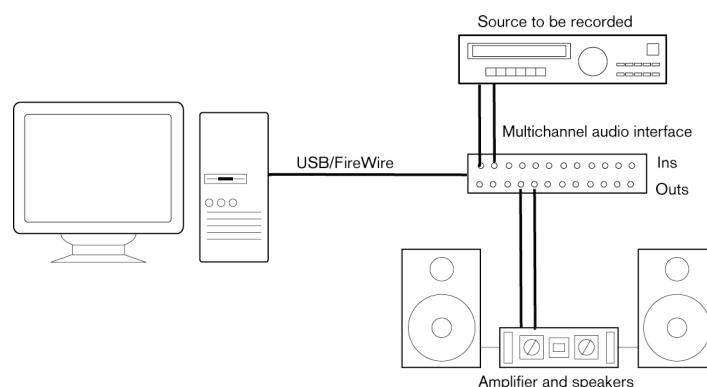 Source to be recorded
Multichannel audio interface
USB/FireWire
Ins
Outs
Amplifier and speakers